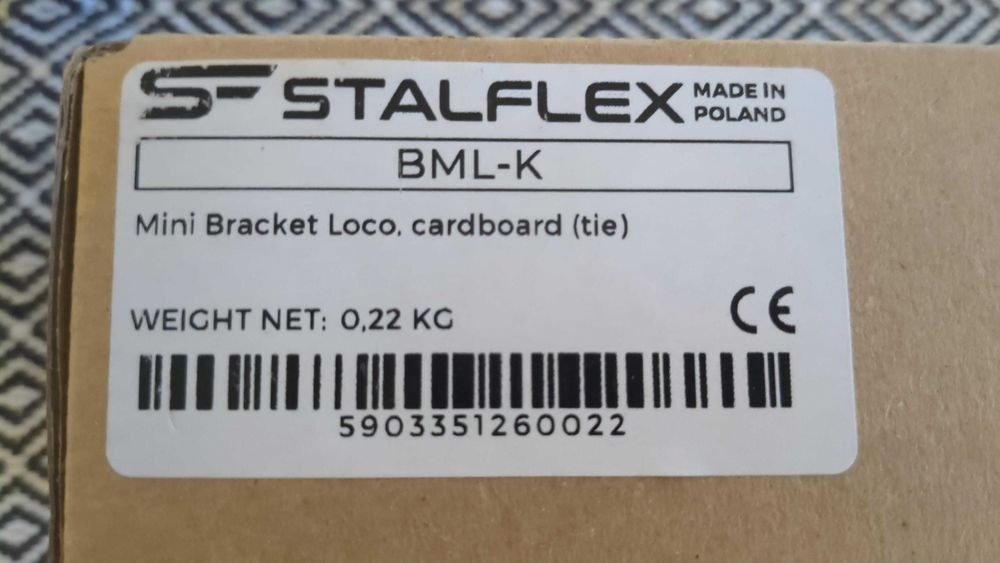 SF STALFLEX MADE IN POLAND
BML-K
Mini Bracket Loco, cardboard (tie)
WEIGHT NET: 0,22 KG
CE
5903351260022